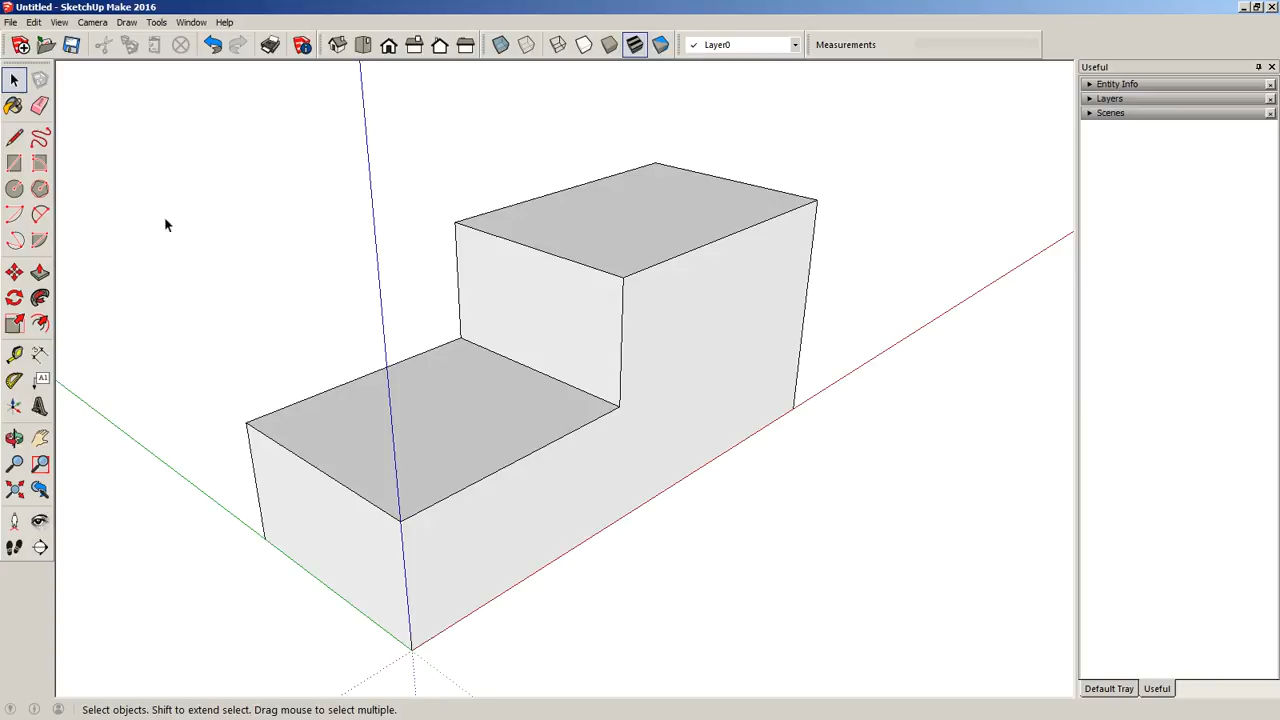 Untitled - SketchUp Make 2016
File Edit View Camera Draw Tools Window Help
Layer0 Measurements
Useful
Entity Info
Layers
Scenes
A1
Default Tray Useful
Select objects. Shift to extend select. Drag mouse to select multiple.